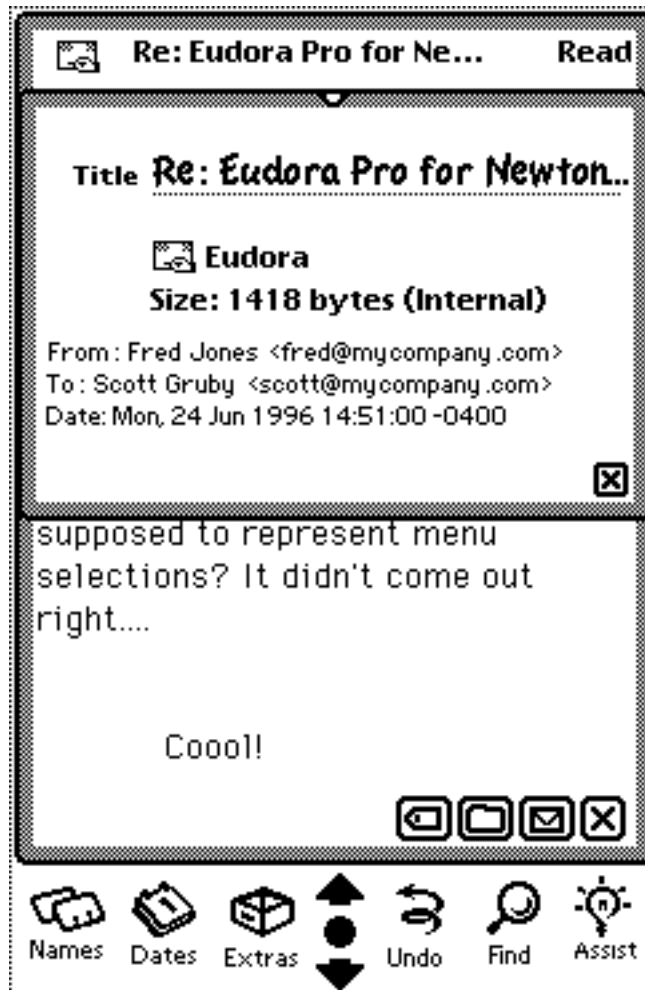 Re: Eudora Pro for Ne... Read
Title Re: Eudora Pro for Newton...
Eudora
Size: 1418 bytes (Internal)
From: Fred Jones <fred@mycompany.com>
To: Scott Gruby <scott@mycompany.com>
Date: Mon, 24 Jun 1996 14:51:00 -0400
supposed to represent menu
selections? It didn't come out
right....
Coool!
Names Dates Extras Undo Find Assist